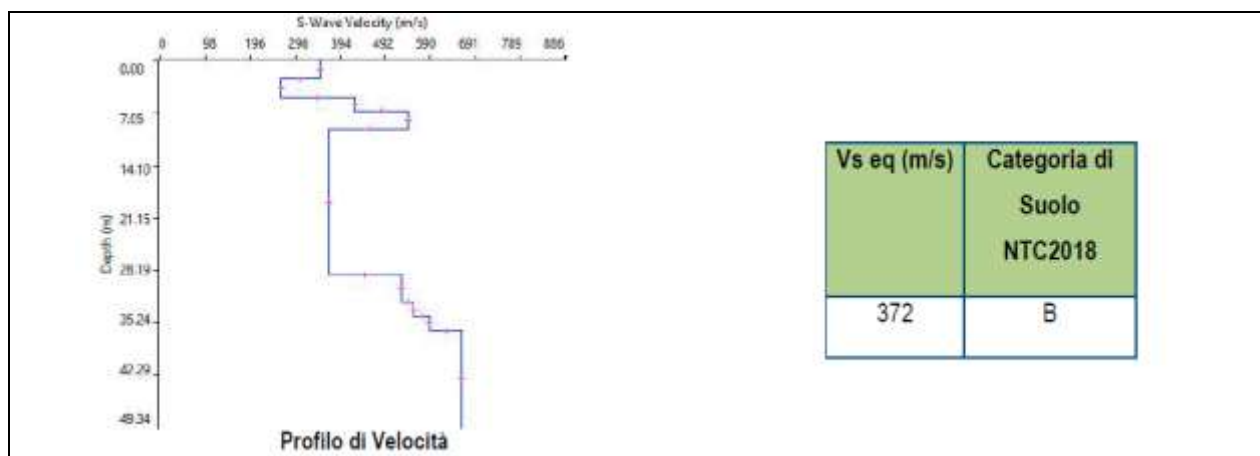 S-Wave Velocity (m/s)
0 98 196 296 394 492 590 691 789 886
0.00
7.05
14.10
21.15
28.19
35.24
42.29
49.34
Depth (m)
Profilo di Velocità
Vs eq (m/s)
Categoria di
Suolo
NTC2018
372
B